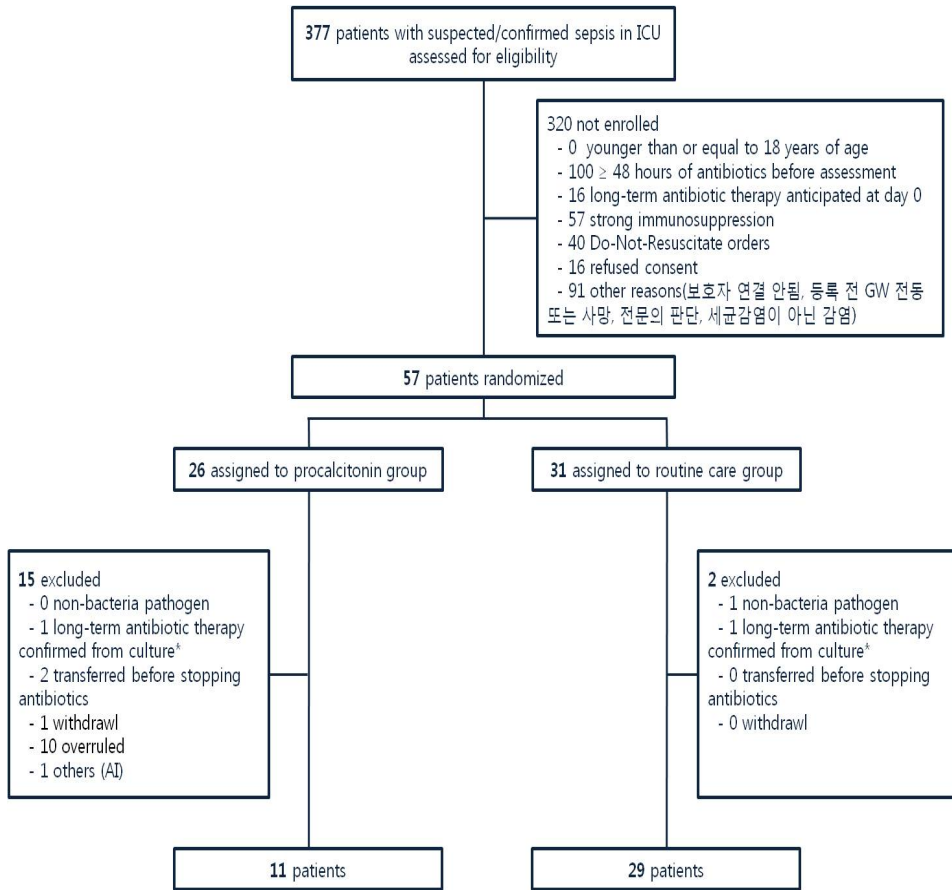 377 patients with suspected/confirmed sepsis in ICU
assessed for eligibility
320 not enrolled
- 0 younger than or equal to 18 years of age
- 100 ≥ 48 hours of antibiotics before assessment
- 16 long-term antibiotic therapy anticipated at day 0
- 57 strong immunosuppression
- 40 Do-Not-Resuscitate orders
- 16 refused consent
- 91 other reasons(보호자 연결 안됨, 등록 전 GW 전동
또는 사망, 전문의 판단, 세균감염이 아닌 감염)
57 patients randomized
26 assigned to procalcitonin group
31 assigned to routine care group
15 excluded
- 0 non-bacteria pathogen
- 1 long-term antibiotic therapy
confirmed from culture*
- 2 transferred before stopping
antibiotics
- 1 withdrawl
- 10 overruled
- 1 others (AI)
2 excluded
- 1 non-bacteria pathogen
- 1 long-term antibiotic therapy
confirmed from culture*
- 0 transferred before stopping
antibiotics
- 0 withdrawl
11 patients
29 patients